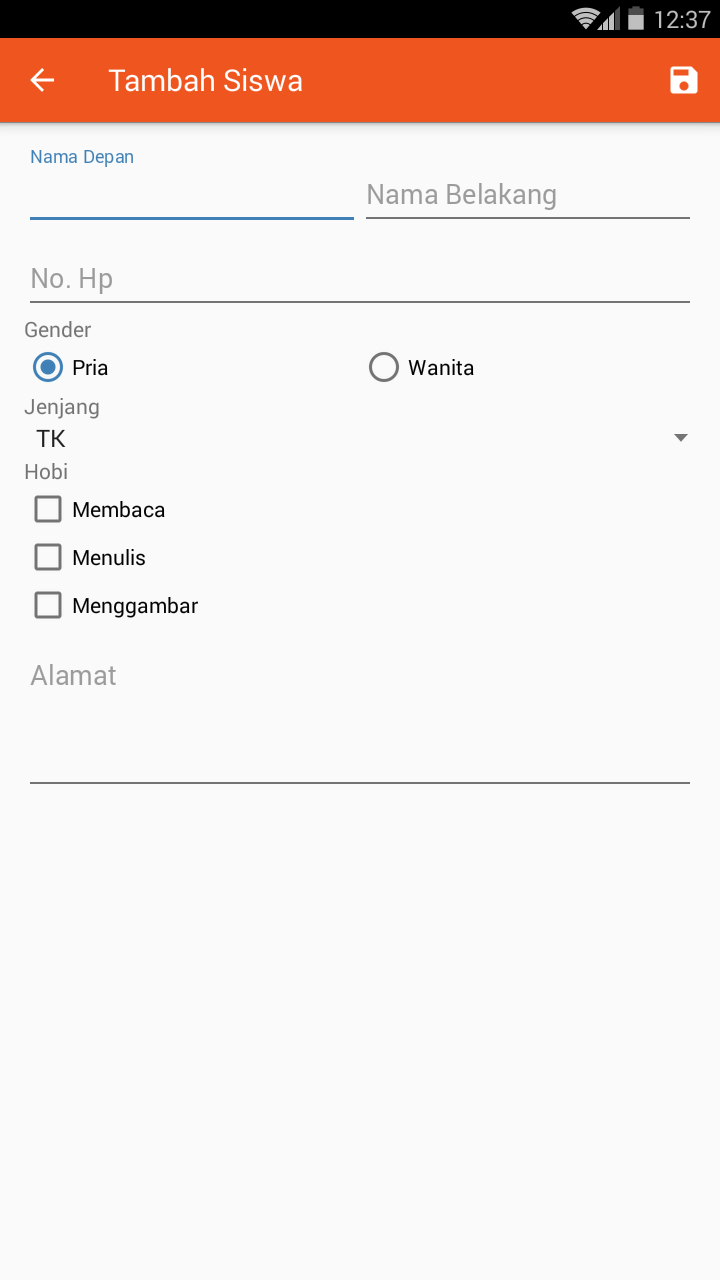 12:37
Tambah Siswa
Nama Depan
Nama Belakang
No. Hp
Gender
Pria Wanita
Jenjang
TK
Hobi
Membaca
Menulis
Menggambar
Alamat